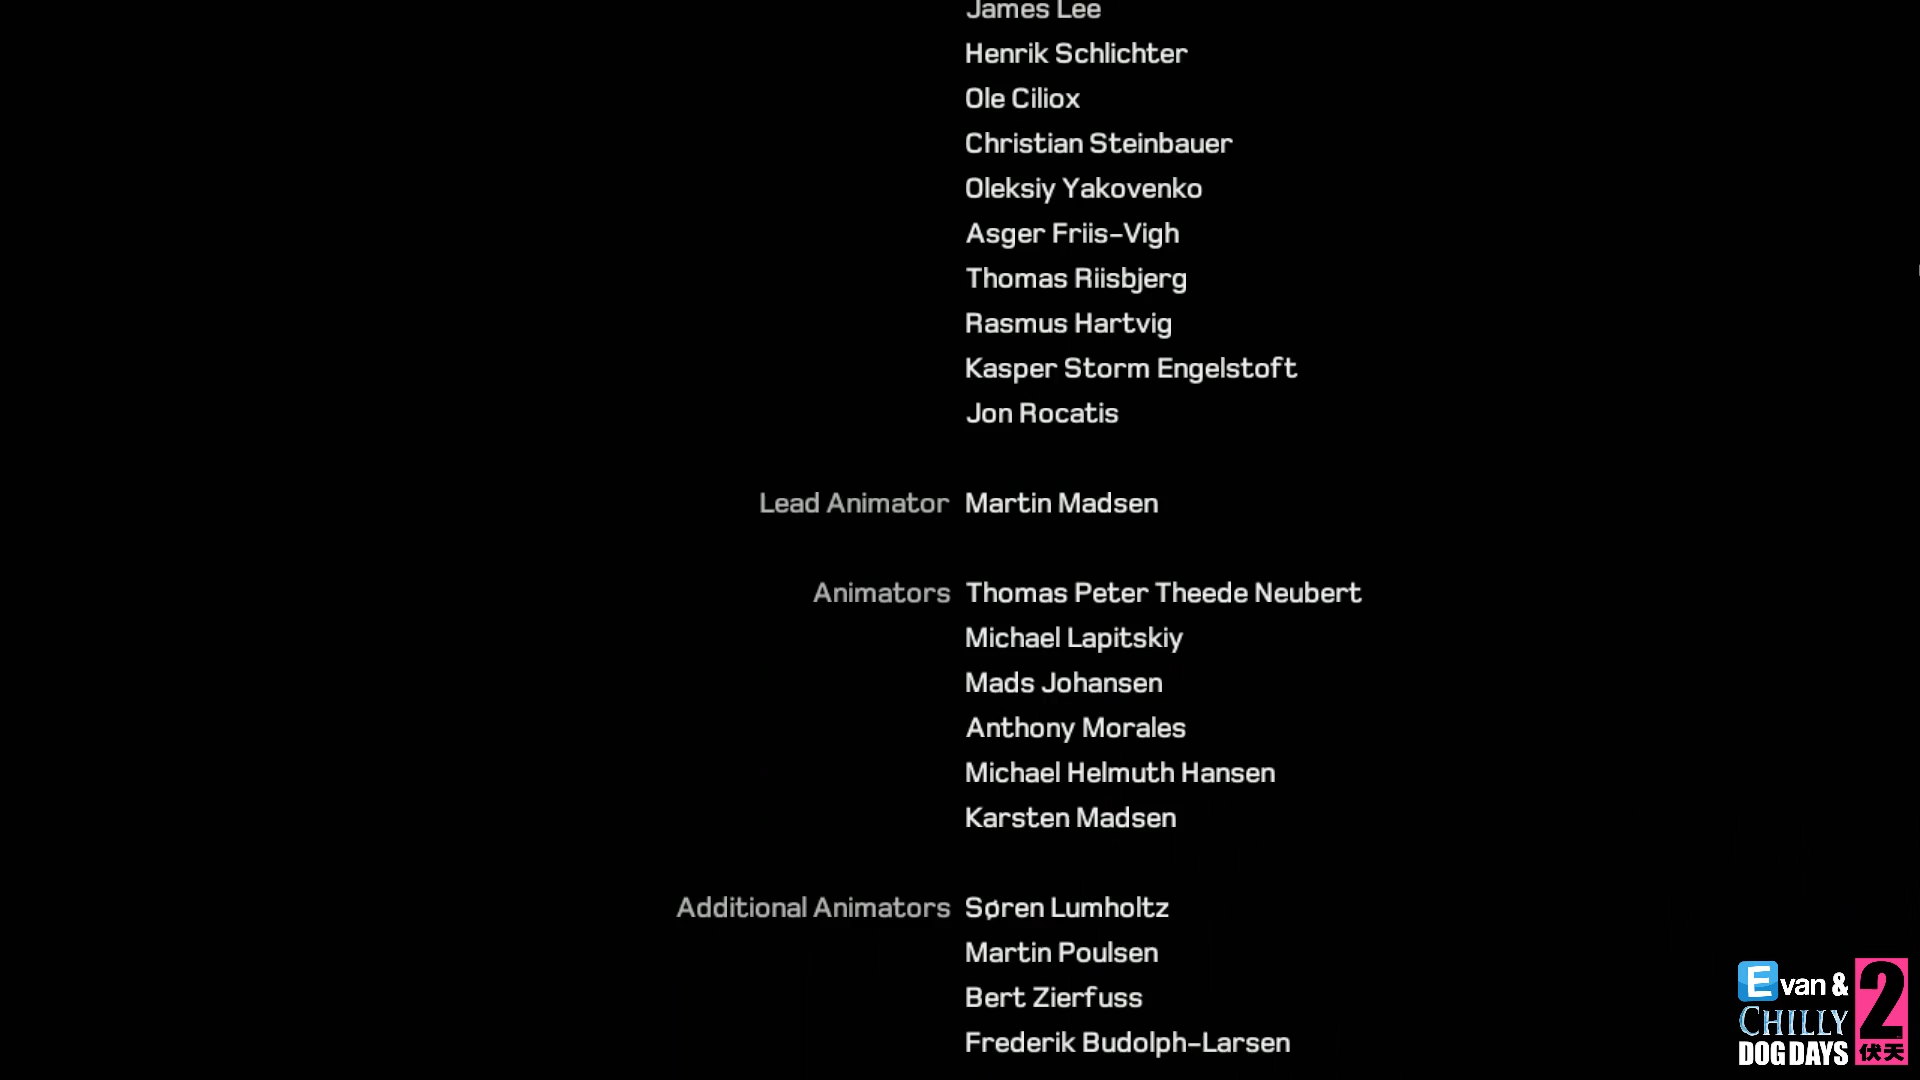 James Lee
Henrik Schlichter
Ole Ciliox
Christian Steinbauer
Oleksiy Yakovenko
Asger Friis-Vigh
Thomas Riisbjerg
Rasmus Hartvig
Kasper Storm Engelstoft
Jon Rocatis
Lead Animator Martin Madsen
Animators Thomas Peter Theede Neubert
Michael Lapitskiy
Mads Johansen
Anthony Morales
Michael Helmuth Hansen
Karsten Madsen
Additional Animators Søren Lumholtz
Martin Poulsen
Bert Zierfuss
Frederik Budolph-Larsen
Evan &
CHILLY
DOG DAYS
2
伏天